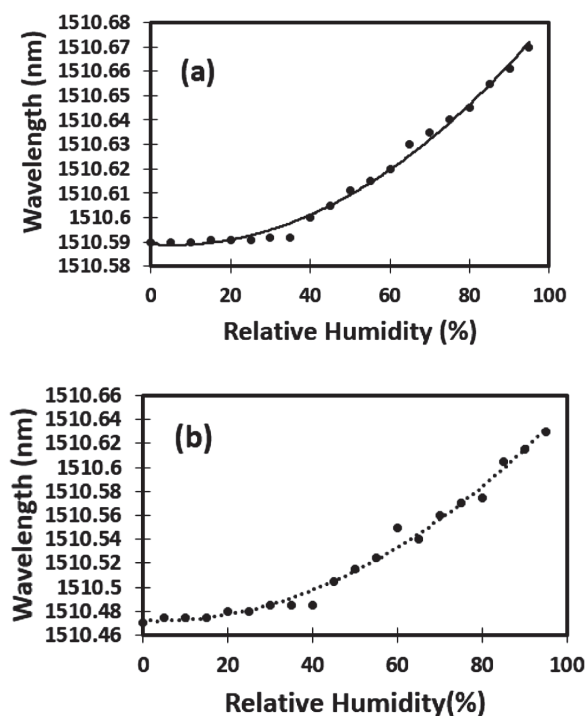 1510.68
1510.67
(a)
1510.66
1510.65
1510.64
1510.63
1510.62
1510.61
1510.6
1510.59
1510.58
Wavelength (nm)
0 20 40 60 80 100
Relative Humidity (%)
1510.66
1510.64
(b)
1510.62
1510.6
1510.58
1510.56
1510.54
1510.52
1510.5
1510.48
1510.46
Wavelength (nm)
0 20 40 60 80 100
Relative Humidity(%)